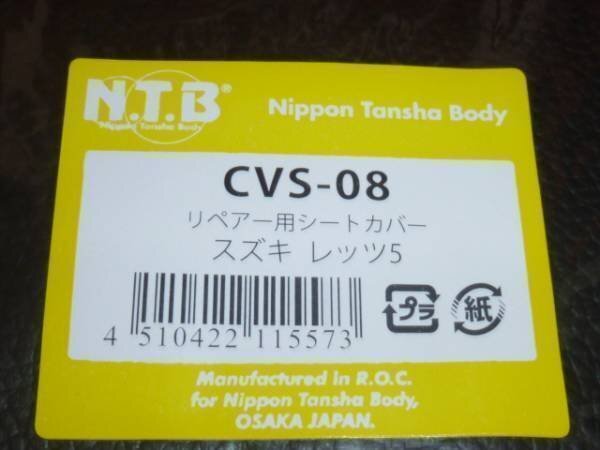 N.T.B®
Nippon Tansha Body
Nippon Tansha Body
CVS-08
リペアー用シートカバー
スズキ レッツ5
4 510422 115573
プラ
紙
Manufactured in R.O.C.
for Nippon Tansha Body,
OSAKA JAPAN.